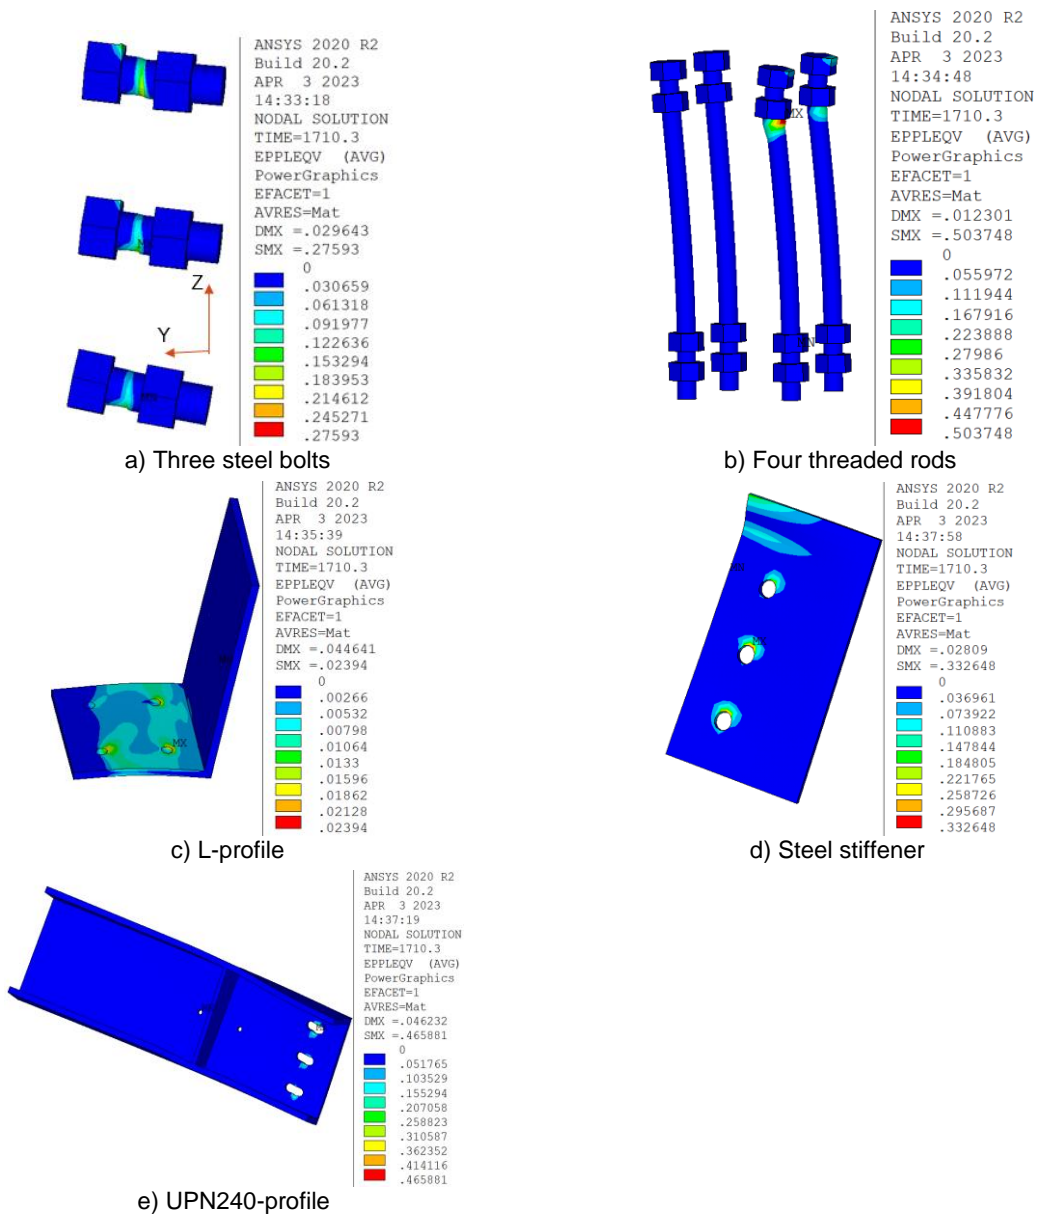 ANSYS 2020 R2
Build 20.2
APR 3 2023
14:33:18
NODAL SOLUTION
TIME=1710.3
EPPLEQV (AVG)
PowerGraphics
EFACET=1
AVRES=Mat
DMX =.029643
SMX =.27593
0
.030659
.061318
.091977
.122636
.153294
.183953
.214612
.245271
.27593
Z
Y
a) Three steel bolts
ANSYS 2020 R2
Build 20.2
APR 3 2023
14:34:48
NODAL SOLUTION
TIME=1710.3
EPPLEQV (AVG)
PowerGraphics
EFACET=1
AVRES=Mat
DMX =.012301
SMX =.503748
0
.055972
.111944
.167916
.223888
.27986
.335832
.391804
.447776
.503748
MX
MN
b) Four threaded rods
ANSYS 2020 R2
Build 20.2
APR 3 2023
14:35:39
NODAL SOLUTION
TIME=1710.3
EPPLEQV (AVG)
PowerGraphics
EFACET=1
AVRES=Mat
DMX =.044641
SMX =.02394
0
.00266
.00532
.00798
.01064
.0133
.01596
.01862
.02128
.02394
MX
c) L-profile
ANSYS 2020 R2
Build 20.2
APR 3 2023
14:37:58
NODAL SOLUTION
TIME=1710.3
EPPLEQV (AVG)
PowerGraphics
EFACET=1
AVRES=Mat
DMX =.02809
SMX =.332648
0
.036961
.073922
.110883
.147844
.184805
.221765
.258726
.295687
.332648
MX
d) Steel stiffener
ANSYS 2020 R2
Build 20.2
APR 3 2023
14:37:19
NODAL SOLUTION
TIME=1710.3
EPPLEQV (AVG)
PowerGraphics
EFACET=1
AVRES=Mat
DMX =.046232
SMX =.465881
0
.051765
.103529
.155294
.207058
.258823
.310587
.362352
.414116
.465881
e) UPN240-profile